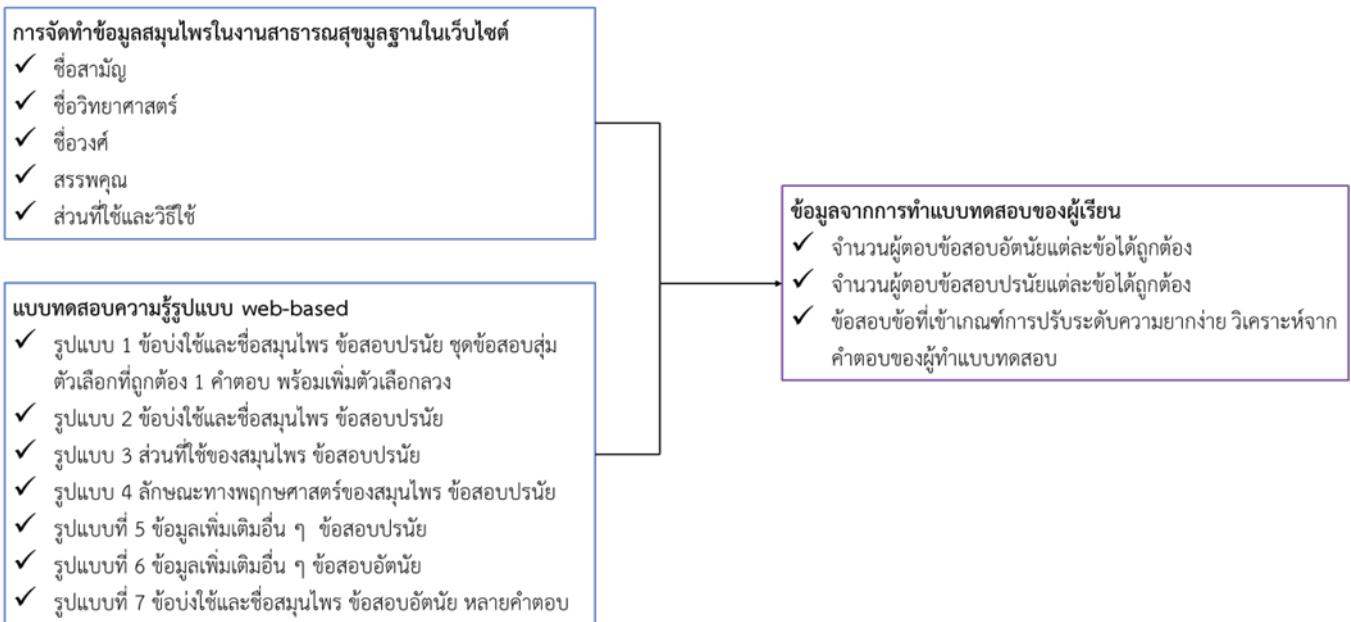 การจัดทำข้อมูลสมุนไพรในงานสาธารณสุขมูลฐานในเว็บไซต์
✓ ชื่อสามัญ
✓ ชื่อวิทยาศาสตร์
✓ ชื่อวงศ์
✓ สรรพคุณ
✓ ส่วนที่ใช้และวิธีใช้
แบบทดสอบความรู้รูปแบบ web-based
✓ รูปแบบ 1 ข้อบ่งใช้และชื่อสมุนไพร ข้อสอบปรนัย ชุดข้อสอบสุ่ม
ตัวเลือกที่ถูกต้อง 1 คำตอบ พร้อมเพิ่มตัวเลือกลวง
✓ รูปแบบ 2 ข้อบ่งใช้และชื่อสมุนไพร ข้อสอบปรนัย
✓ รูปแบบ 3 ส่วนที่ใช้ของสมุนไพร ข้อสอบปรนัย
✓ รูปแบบ 4 ลักษณะทางพฤกษศาสตร์ของสมุนไพร ข้อสอบปรนัย
✓ รูปแบบที่ 5 ข้อมูลเพิ่มเติมอื่น ๆ ข้อสอบปรนัย
✓ รูปแบบที่ 6 ข้อมูลเพิ่มเติมอื่น ๆ ข้อสอบอัตนัย
✓ รูปแบบที่ 7 ข้อบ่งใช้และชื่อสมุนไพร ข้อสอบอัตนัย หลายคำตอบ
ข้อมูลจากการทำแบบทดสอบของผู้เรียน
✓ จำนวนผู้ตอบข้อสอบอัตนัยแต่ละข้อได้ถูกต้อง
✓ จำนวนผู้ตอบข้อสอบปรนัยแต่ละข้อได้ถูกต้อง
✓ ข้อสอบข้อที่เข้าเกณฑ์การปรับระดับความยากง่าย วิเคราะห์จาก
คำตอบของผู้ทำแบบทดสอบ